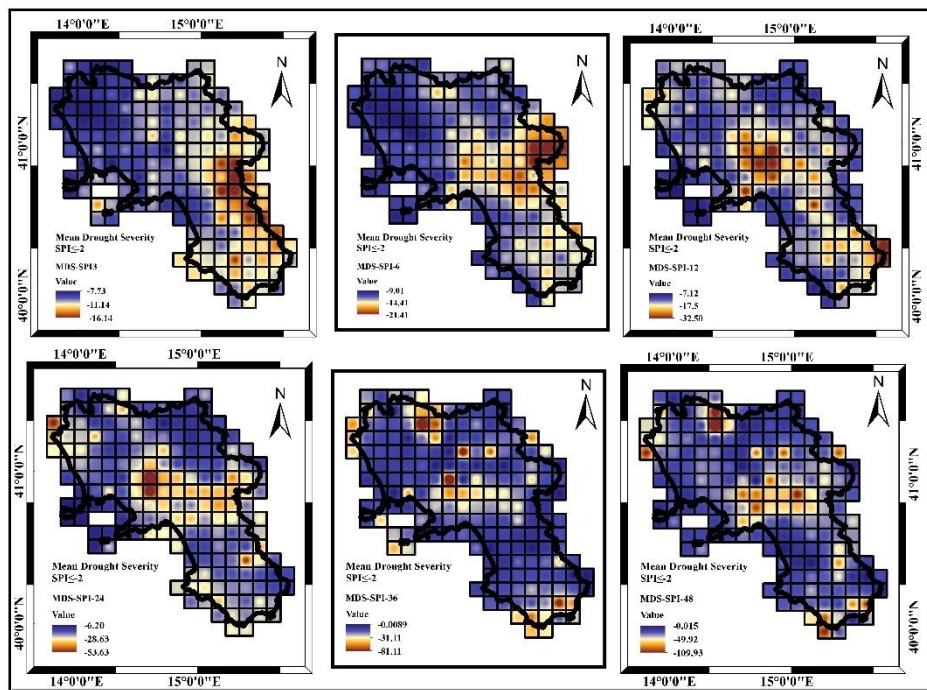 14°0'0"E 15°0'0"E
14°0'0"E 15°0'0"E
N
N
N
41°0'0"N
40°0'0"N
41°0'0"N
40°0'0"N
Mean Drought Severity
SPI≤-2
MDS-SPI3
Value
-7.73
-11.14
-16.14
Mean Drought Severity
SPI≤-2
MDS-SPI-6
Value
-9.01
-14.41
-21.41
Mean Drought Severity
SPI≤-2
MDS-SPI-12
Value
-7.12
-17.5
-32.50
14°0'0"E 15°0'0"E
14°0'0"E 15°0'0"E
N
N
N
41°0'0"N
40°0'0"N
41°0'0"N
40°0'0"N
Mean Drought Severity
SPI≤-2
MDS-SPI-24
Value
-6.20
-28.63
-53.63
Mean Drought Severity
SPI≤-2
MDS-SPI-36
Value
-0.0089
-31.11
-81.11
Mean Drought Severity
SPI≤-2
MDS-SPI-48
Value
-0.015
-49.92
-109.93
14°0'0"E 15°0'0"E
14°0'0"E 15°0'0"E